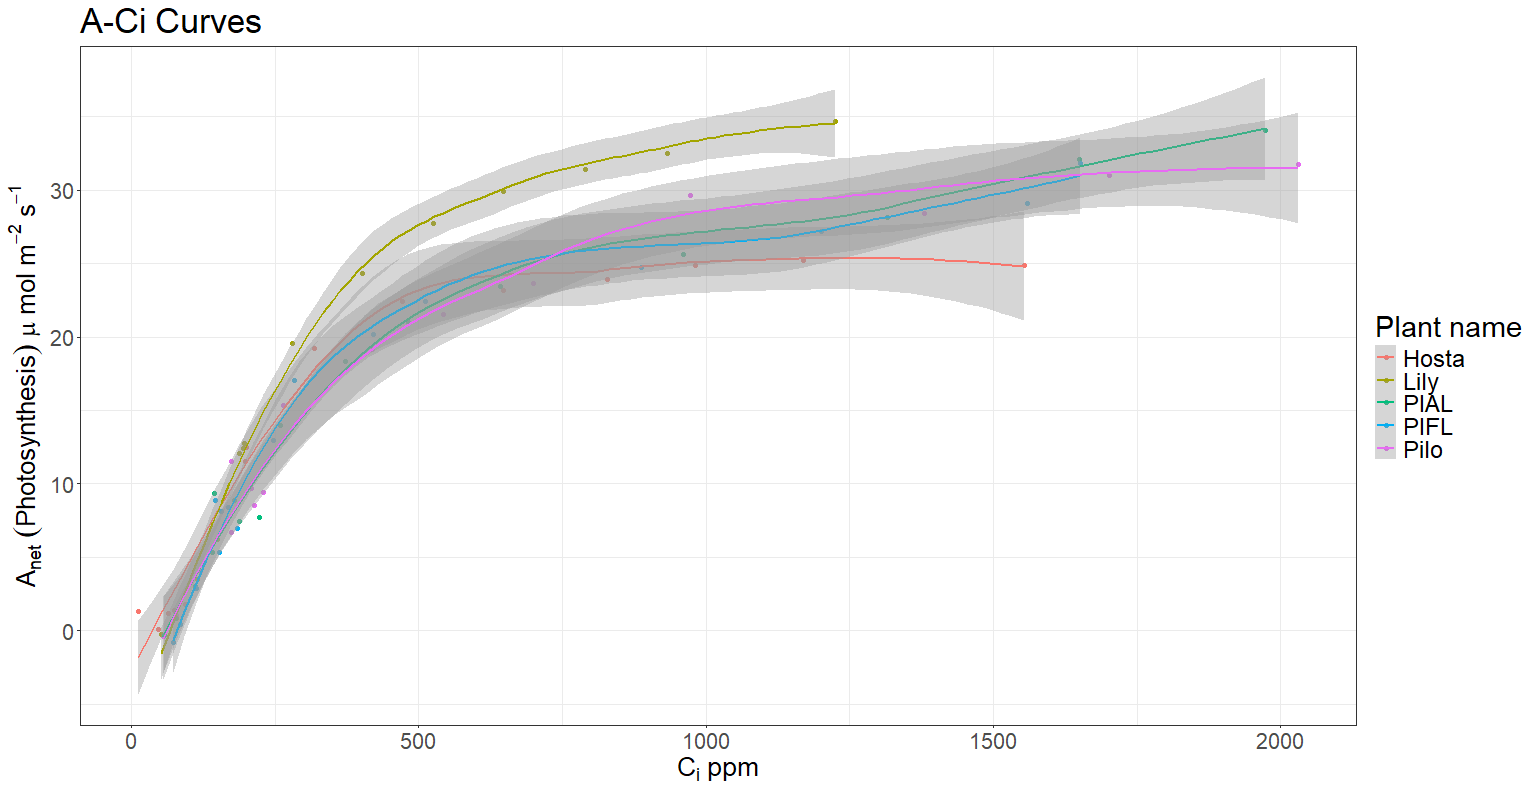 A-Ci Curves
Aₙₑₜ (Photosynthesis) μ mol m⁻² s⁻¹
30
20
10
0
0 500 1000 1500 2000
Cᵢ ppm
Plant name
Hosta
Lily
PIAL
PIFL
Pilo